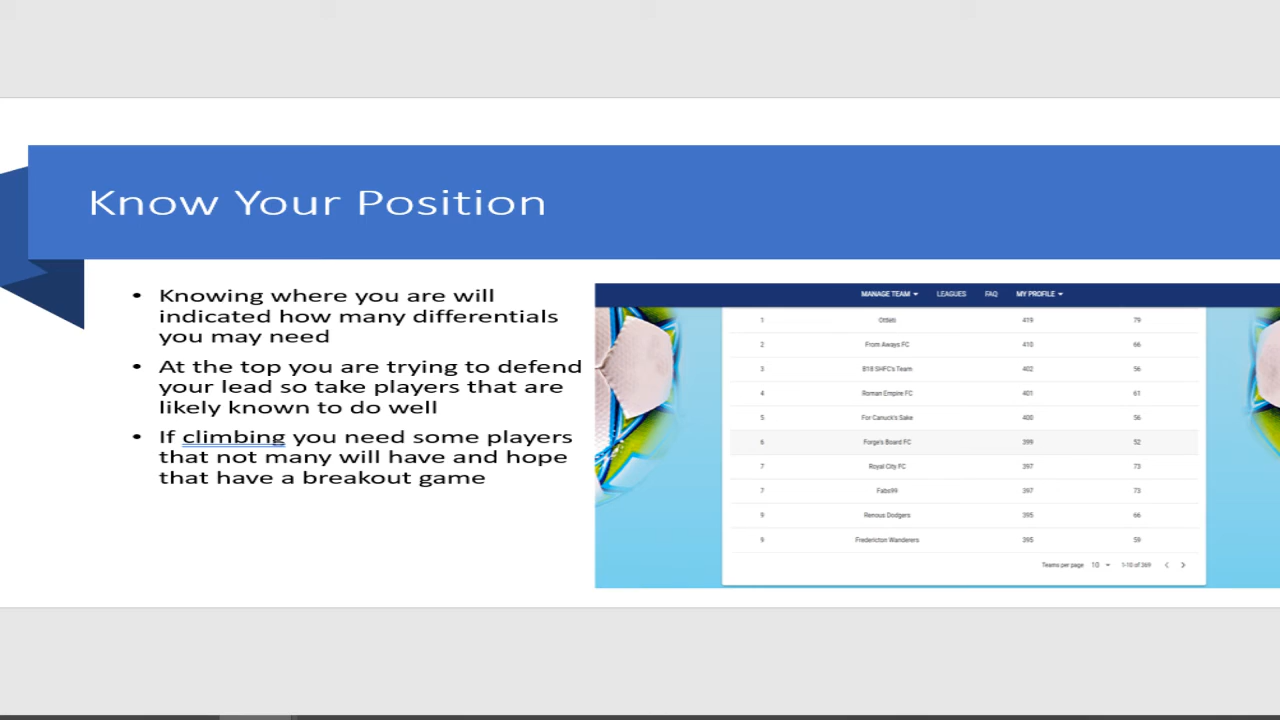 Know Your Position
• Knowing where you are will
indicated how many differentials
you may need
• At the top you are trying to defend
your lead so take players that are
likely known to do well
• If climbing you need some players
that not many will have and hope
that have a breakout game
MANAGE TEAM LEAGUES FAQ MY PROFILE
1 Ottleti 419 79
2 From Aways FC 410 66
3 B18 SHFC's Team 402 56
4 Roman Empire FC 401 61
5 For Canuck's Sake 400 56
6 Forge's Board FC 399 52
7 Royal City FC 397 73
7 Fabs99 397 73
9 Renous Dodgers 395 66
9 Fredericton Wanderers 395 59
Teams per page 10 1-10 of 369